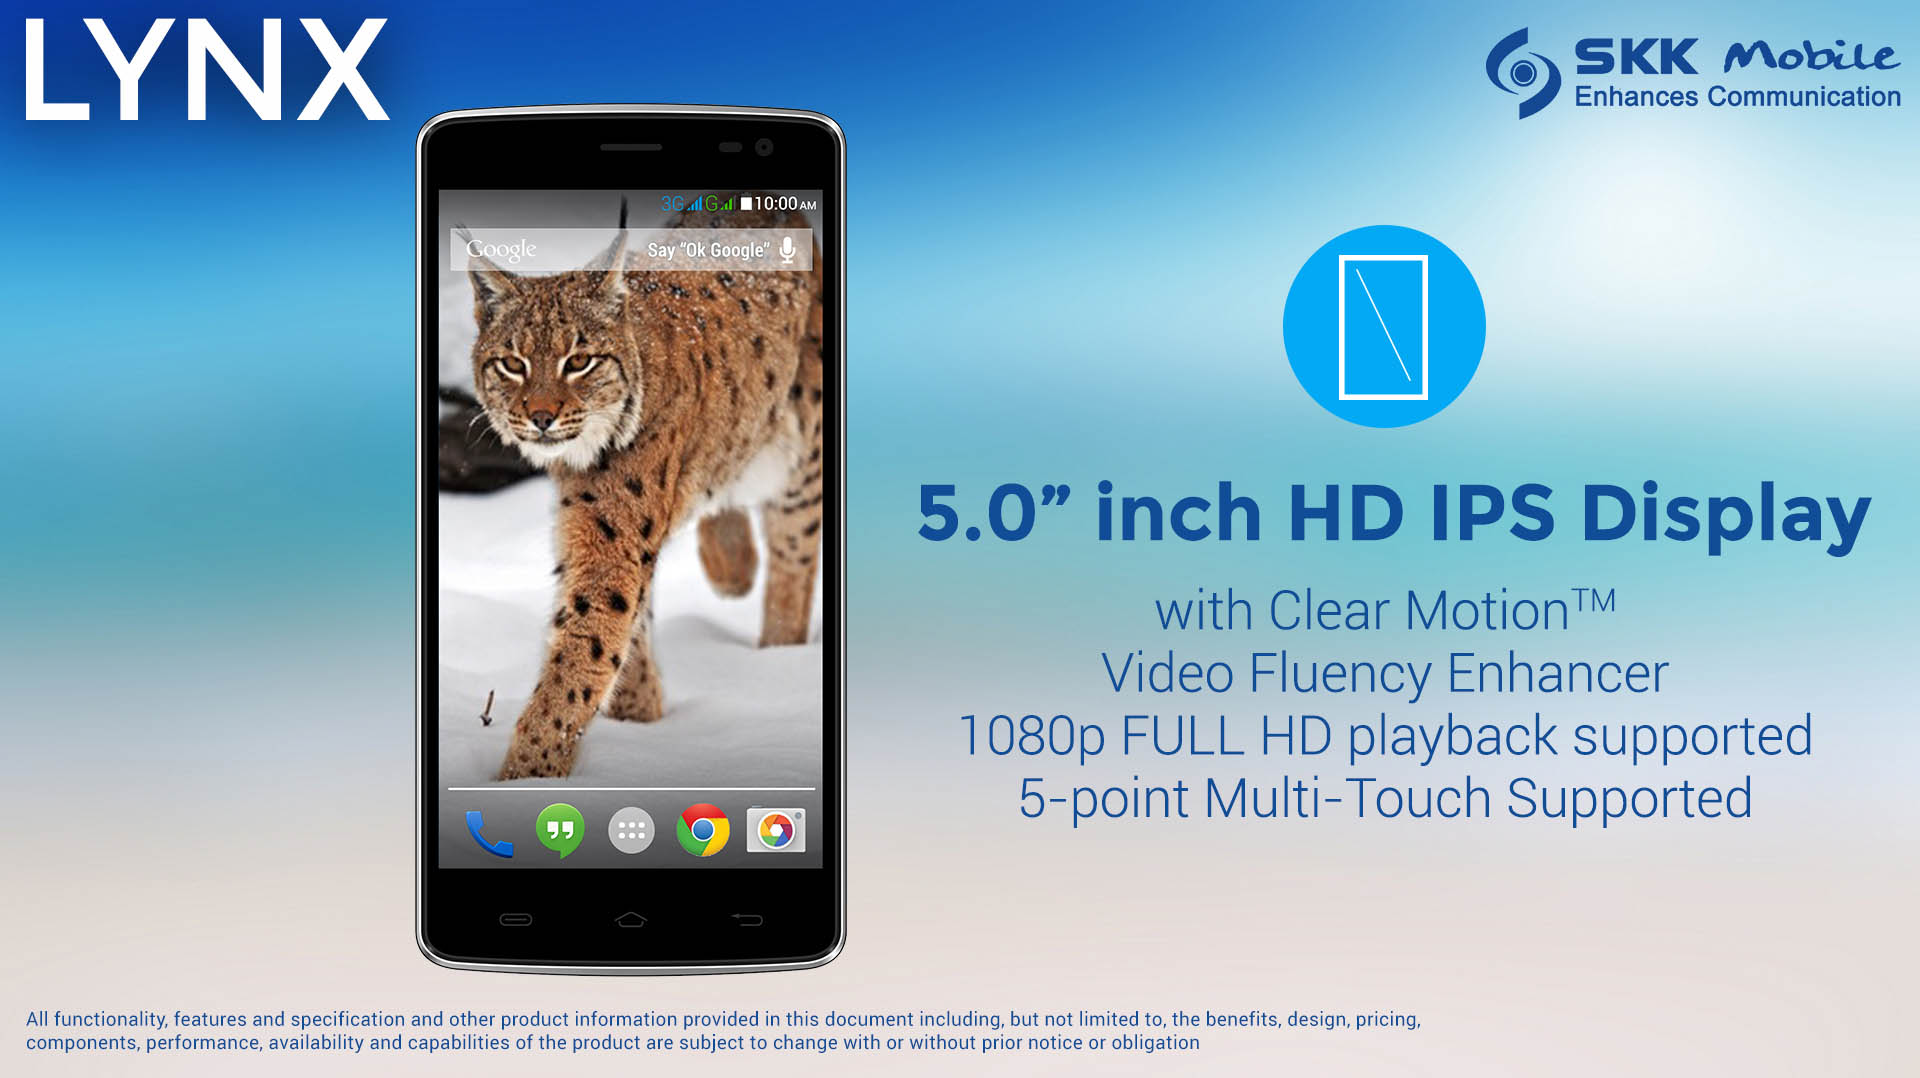 LYNX
SKK Mobile
Enhances Communication
3G G 10:00 AM
Google Say “Ok Google”
5.0” inch HD IPS Display
with Clear Motion™
Video Fluency Enhancer
1080p FULL HD playback supported
5-point Multi-Touch Supported
All functionality, features and specification and other product information provided in this document including, but not limited to, the benefits, design, pricing,
components, performance, availability and capabilities of the product are subject to change with or without prior notice or obligation